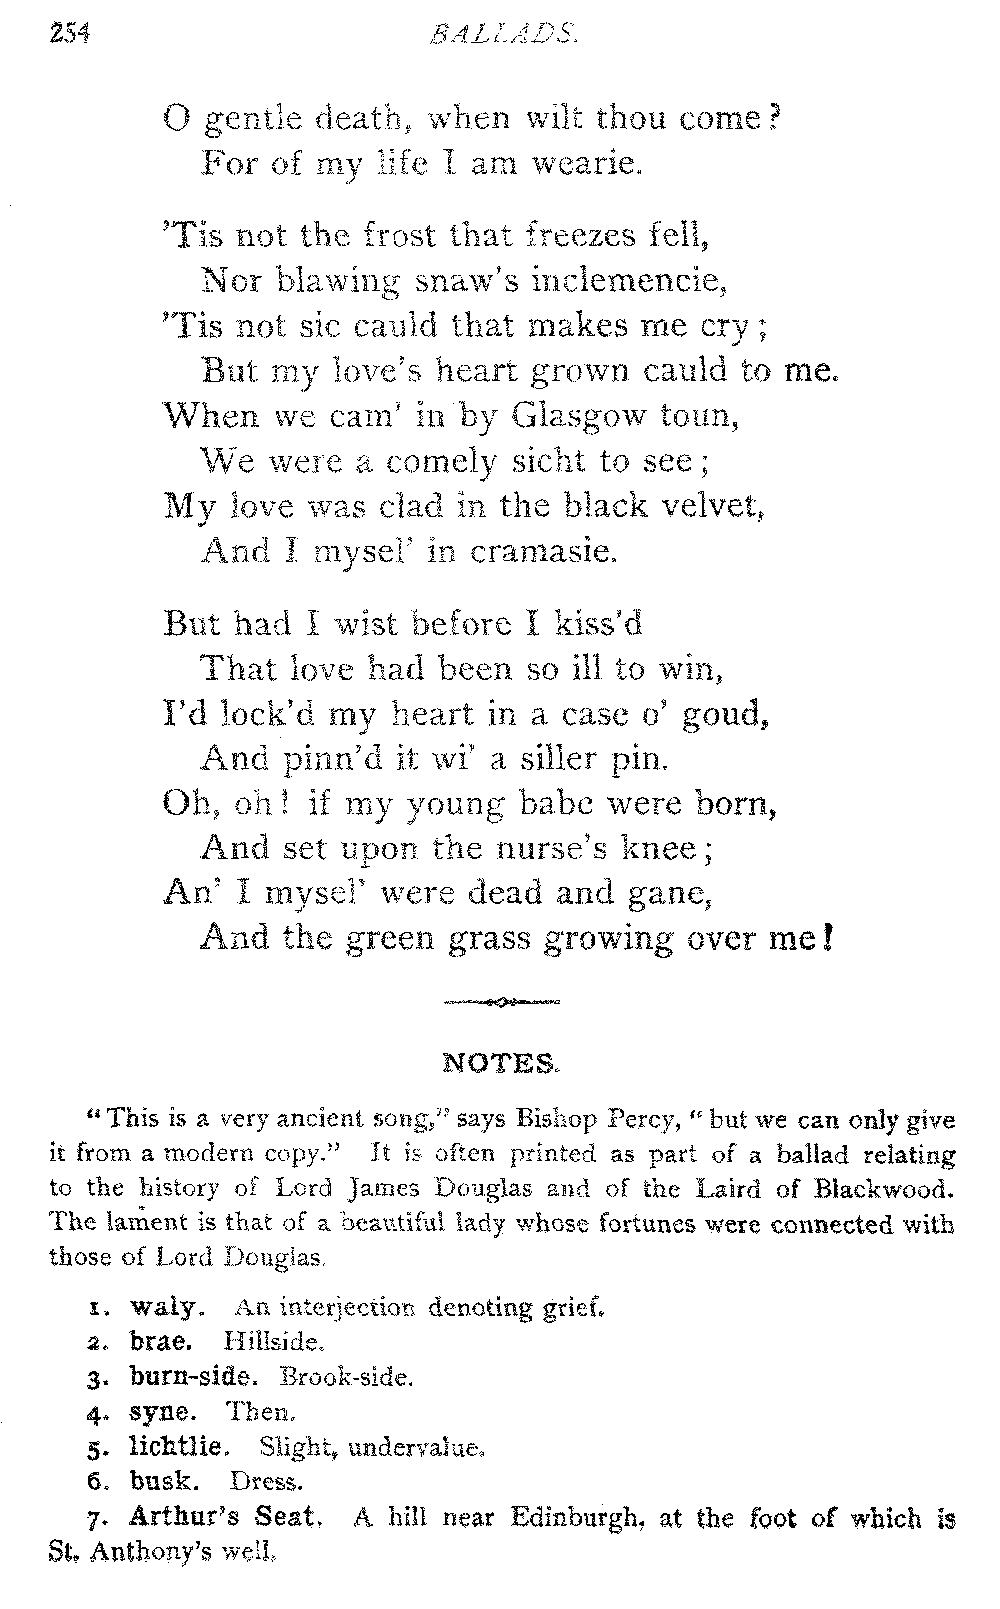 254 BALLADS.
O gentle death, when wilt thou come?
For of my life I am wearie.
'Tis not the frost that freezes fell,
Nor blawing snaw's inclemencie,
'Tis not sic cauld that makes me cry;
But my love's heart grown cauld to me.
When we cam' in by Glasgow toun,
We were a comely sicht to see;
My love was clad in the black velvet,
And I mysel' in cramasie.
But had I wist before I kiss'd
That love had been so ill to win,
I'd lock'd my heart in a case o' goud,
And pinn'd it wi' a siller pin.
Oh, oh! if my young babe were born,
And set upon the nurse's knee;
An' I mysel' were dead and gane,
And the green grass growing over me!
NOTES.
"This is a very ancient song," says Bishop Percy, "but we can only give
it from a modern copy." It is often printed as part of a ballad relating
to the history of Lord James Douglas and of the Laird of Blackwood.
The lament is that of a beautiful lady whose fortunes were connected with
those of Lord Douglas.
1. waly. An interjection denoting grief.
2. brae. Hillside.
3. burn-side. Brook-side.
4. syne. Then.
5. lichtlie. Slight, undervalue.
6. busk. Dress.
7. Arthur's Seat. A hill near Edinburgh, at the foot of which is
St. Anthony's well.